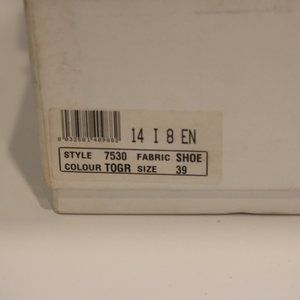 14 I 8 EN
STYLE 7530 FABRIC SHOE
COLOUR TOGR SIZE 39